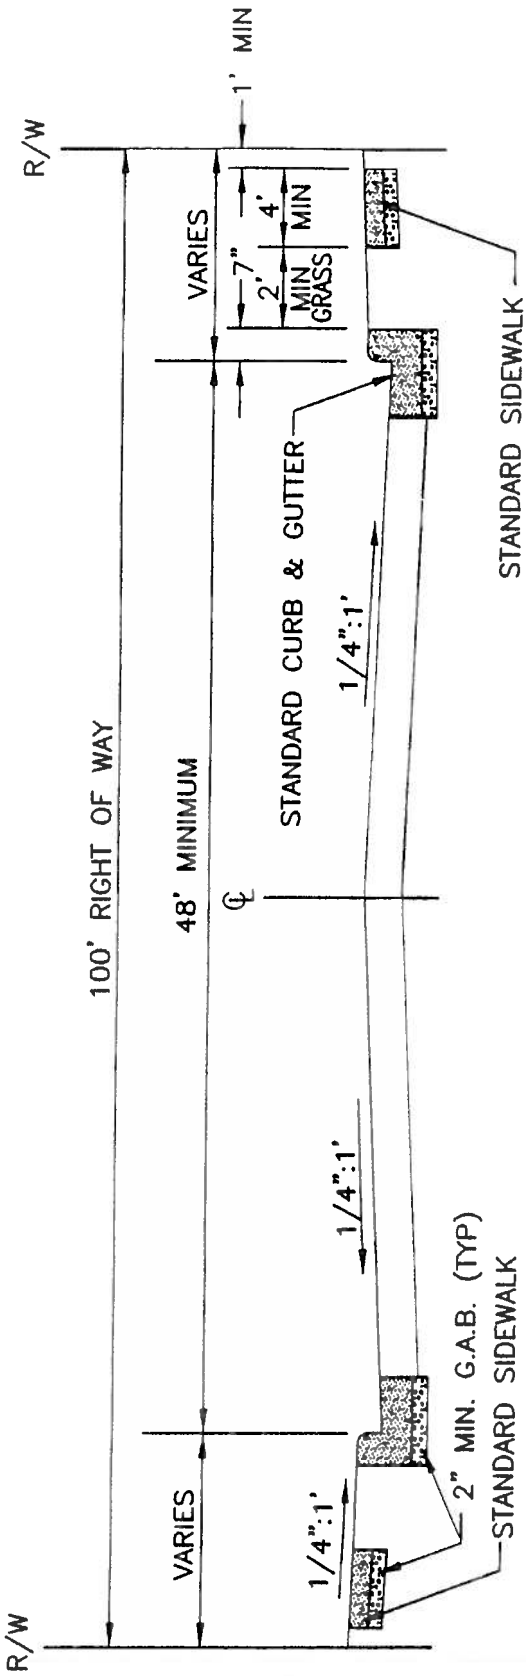 R/W
R/W
100' RIGHT OF WAY
1' MIN
VARIES
48' MINIMUM
VARIES
7"
℄
2'
MIN
GRASS
4'
MIN
STANDARD CURB & GUTTER
1/4":1'
1/4":1'
1/4":1'
2" MIN. G.A.B. (TYP)
STANDARD SIDEWALK
STANDARD SIDEWALK